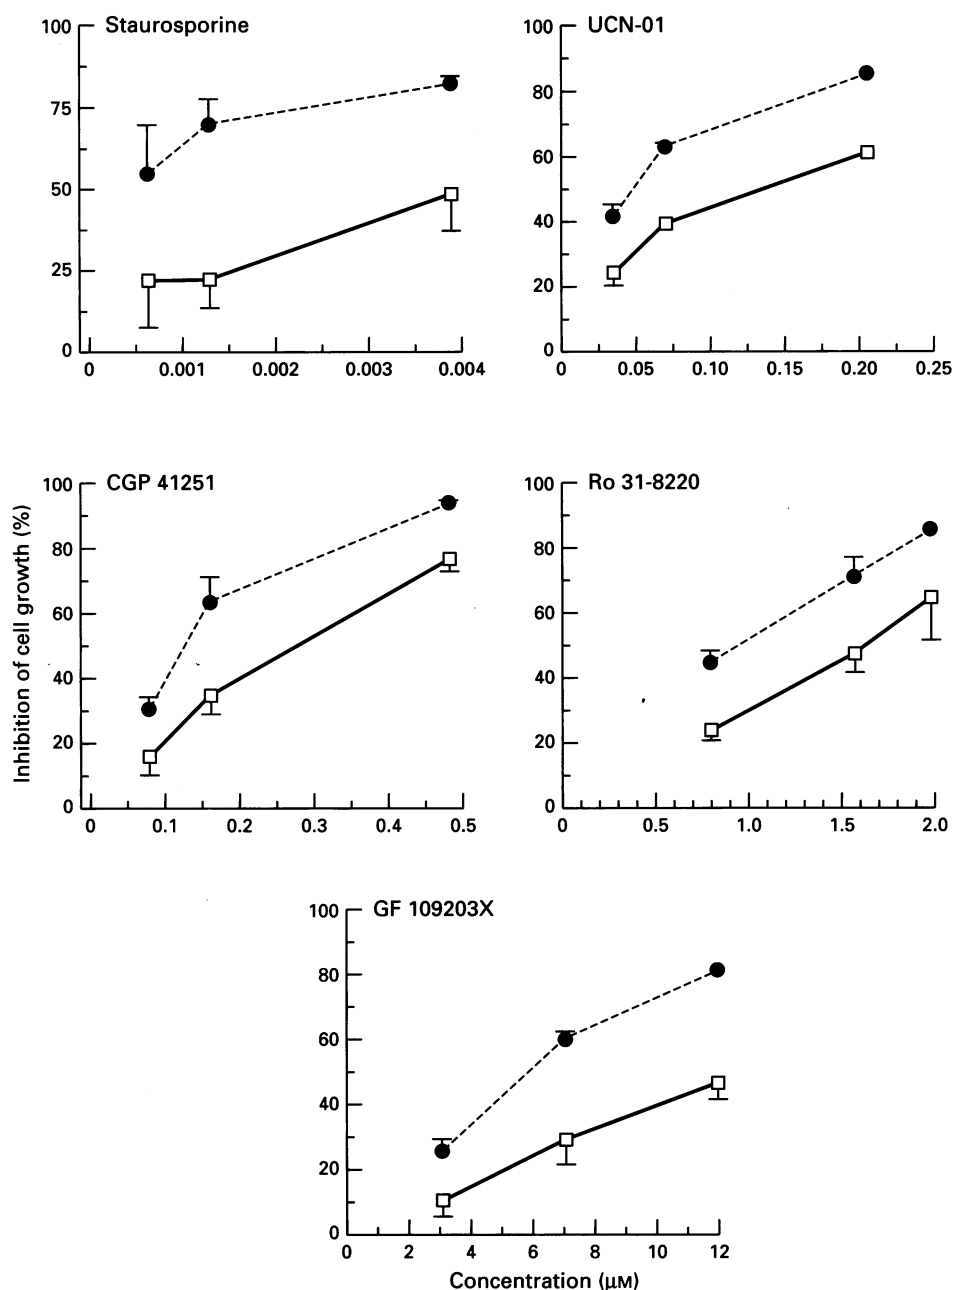 Staurosporine
100
75
50
25
0
0 0.001 0.002 0.003 0.004
UCN-01
100
80
60
40
20
0
0 0.05 0.10 0.15 0.20 0.25
Inhibition of cell growth (%)
CGP 41251
100
80
60
40
20
0
0 0.1 0.2 0.3 0.4 0.5
Ro 31-8220
100
80
60
40
20
0
0 0.5 1.0 1.5 2.0
GF 109203X
100
80
60
40
20
0
0 2 4 6 8 10 12
Concentration (μM)